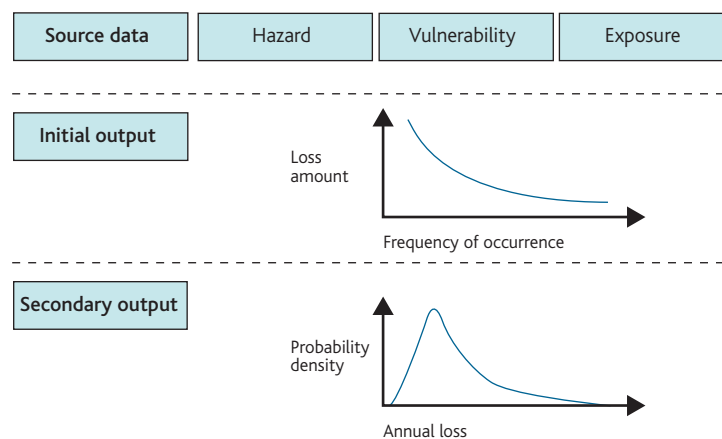 Source data
Hazard
Vulnerability
Exposure
Initial output
Loss
amount
Frequency of occurrence
Secondary output
Probability
density
Annual loss